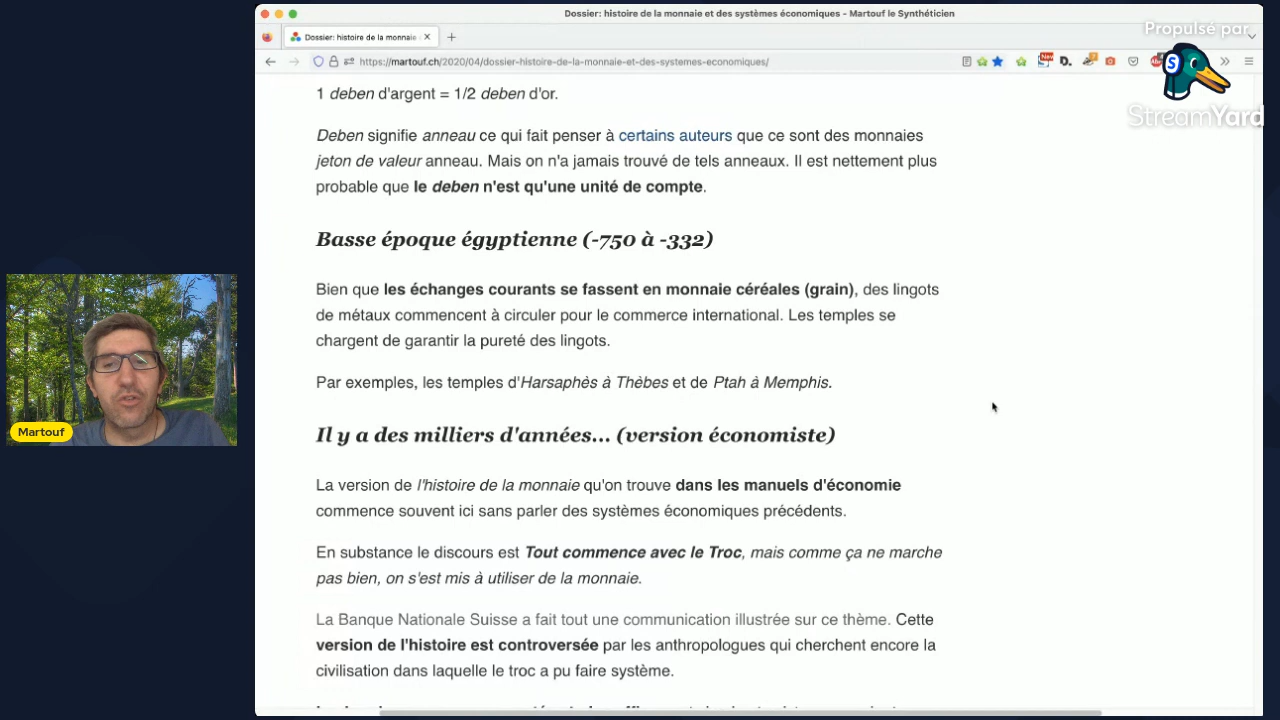 Dossier: histoire de la monnaie et des systèmes économiques - Martouf le Synthéticien
Dossier: histoire de la monnaie
https://martouf.ch/2020/04/dossier-histoire-de-la-monnaie-et-des-systemes-economiques/
New
D.
Propulsé par
S
StreamYard
1 deben d'argent = 1/2 deben d'or.
Deben signifie anneau ce qui fait penser à certains auteurs que ce sont des monnaies
jeton de valeur anneau. Mais on n'a jamais trouvé de tels anneaux. Il est nettement plus
probable que le deben n'est qu'une unité de compte.
Basse époque égyptienne (-750 à -332)
Bien que les échanges courants se fassent en monnaie céréales (grain), des lingots
de métaux commencent à circuler pour le commerce international. Les temples se
chargent de garantir la pureté des lingots.
Par exemples, les temples d'Harsaphès à Thèbes et de Ptah à Memphis.
Martouf
Il y a des milliers d'années... (version économiste)
La version de l'histoire de la monnaie qu'on trouve dans les manuels d'économie
commence souvent ici sans parler des systèmes économiques précédents.
En substance le discours est Tout commence avec le Troc, mais comme ça ne marche
pas bien, on s'est mis à utiliser de la monnaie.
La Banque Nationale Suisse a fait tout une communication illustrée sur ce thème. Cette
version de l'histoire est controversée par les anthropologues qui cherchent encore la
civilisation dans laquelle le troc a pu faire système.